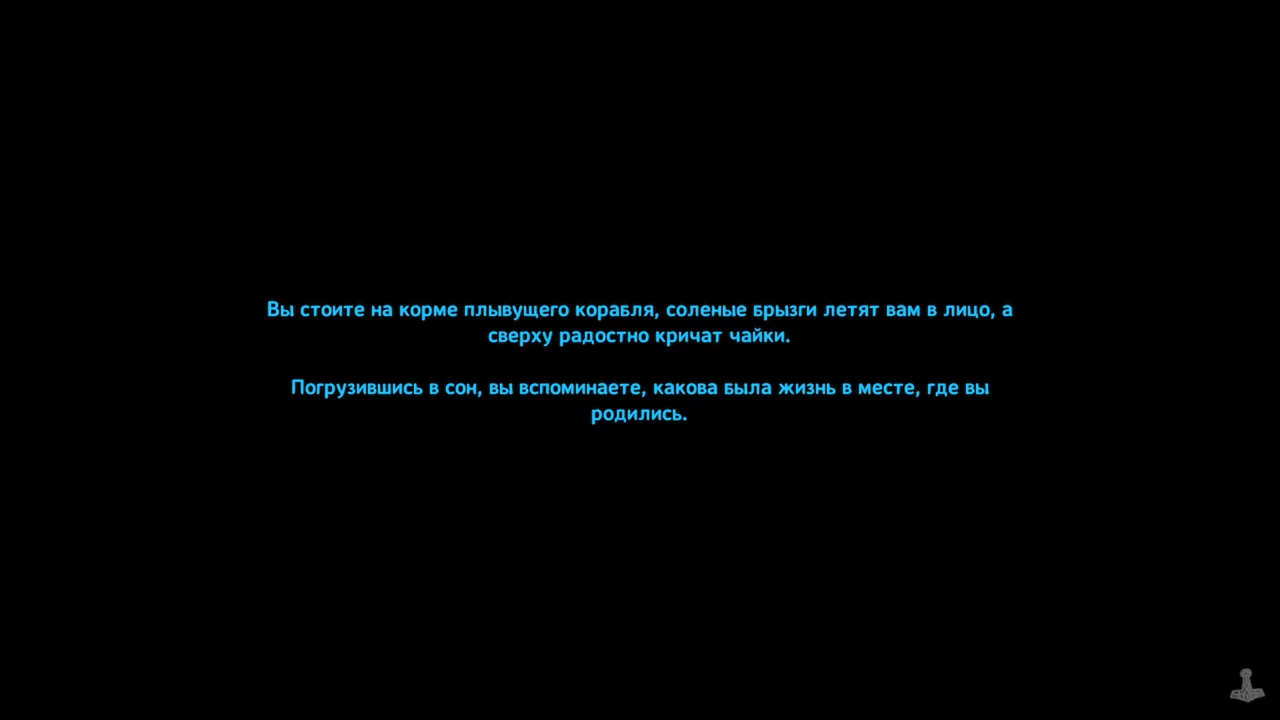 Вы стоите на корме плывущего корабля, соленые брызги летят вам в лицо, а
сверху радостно кричат чайки.
Погрузившись в сон, вы вспоминаете, какова была жизнь в месте, где вы
родились.